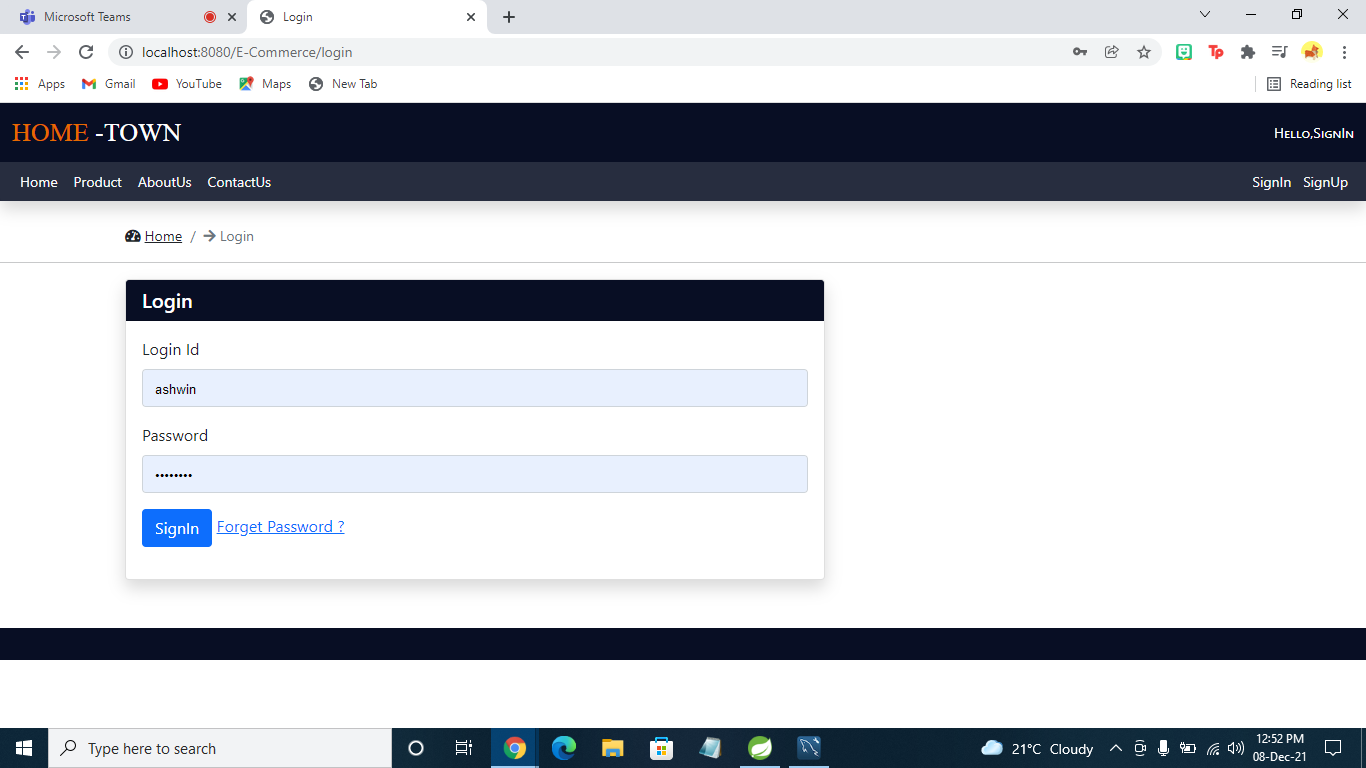 Microsoft Teams
Login
localhost:8080/E-Commerce/login
Tp
Apps Gmail YouTube Maps New Tab Reading list
HOME -TOWN
Hello,SignIn
Home Product AboutUs ContactUs SignIn SignUp
Home / Login
Login
Login Id
ashwin
Password
••••••••
SignIn Forget Password ?
Type here to search
21°C Cloudy
12:52 PM
08-Dec-21